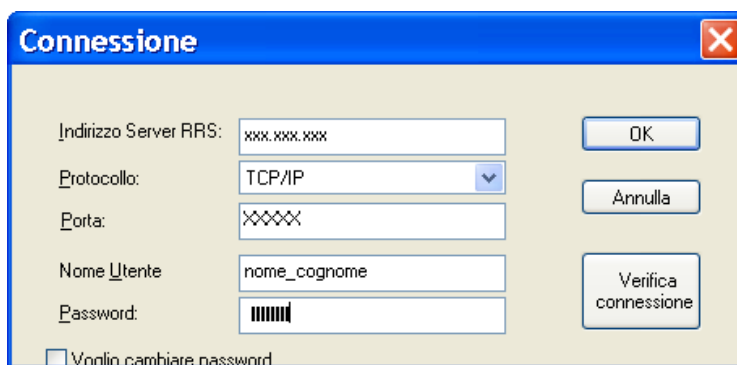 Connessione
Indirizzo Server RRS: xxx.xxx.xxx
OK
Protocollo: TCP/IP
Annulla
Porta: XXXXX
Nome Utente nome_cognome
Verifica
connessione
Password:
Voglio cambiare password